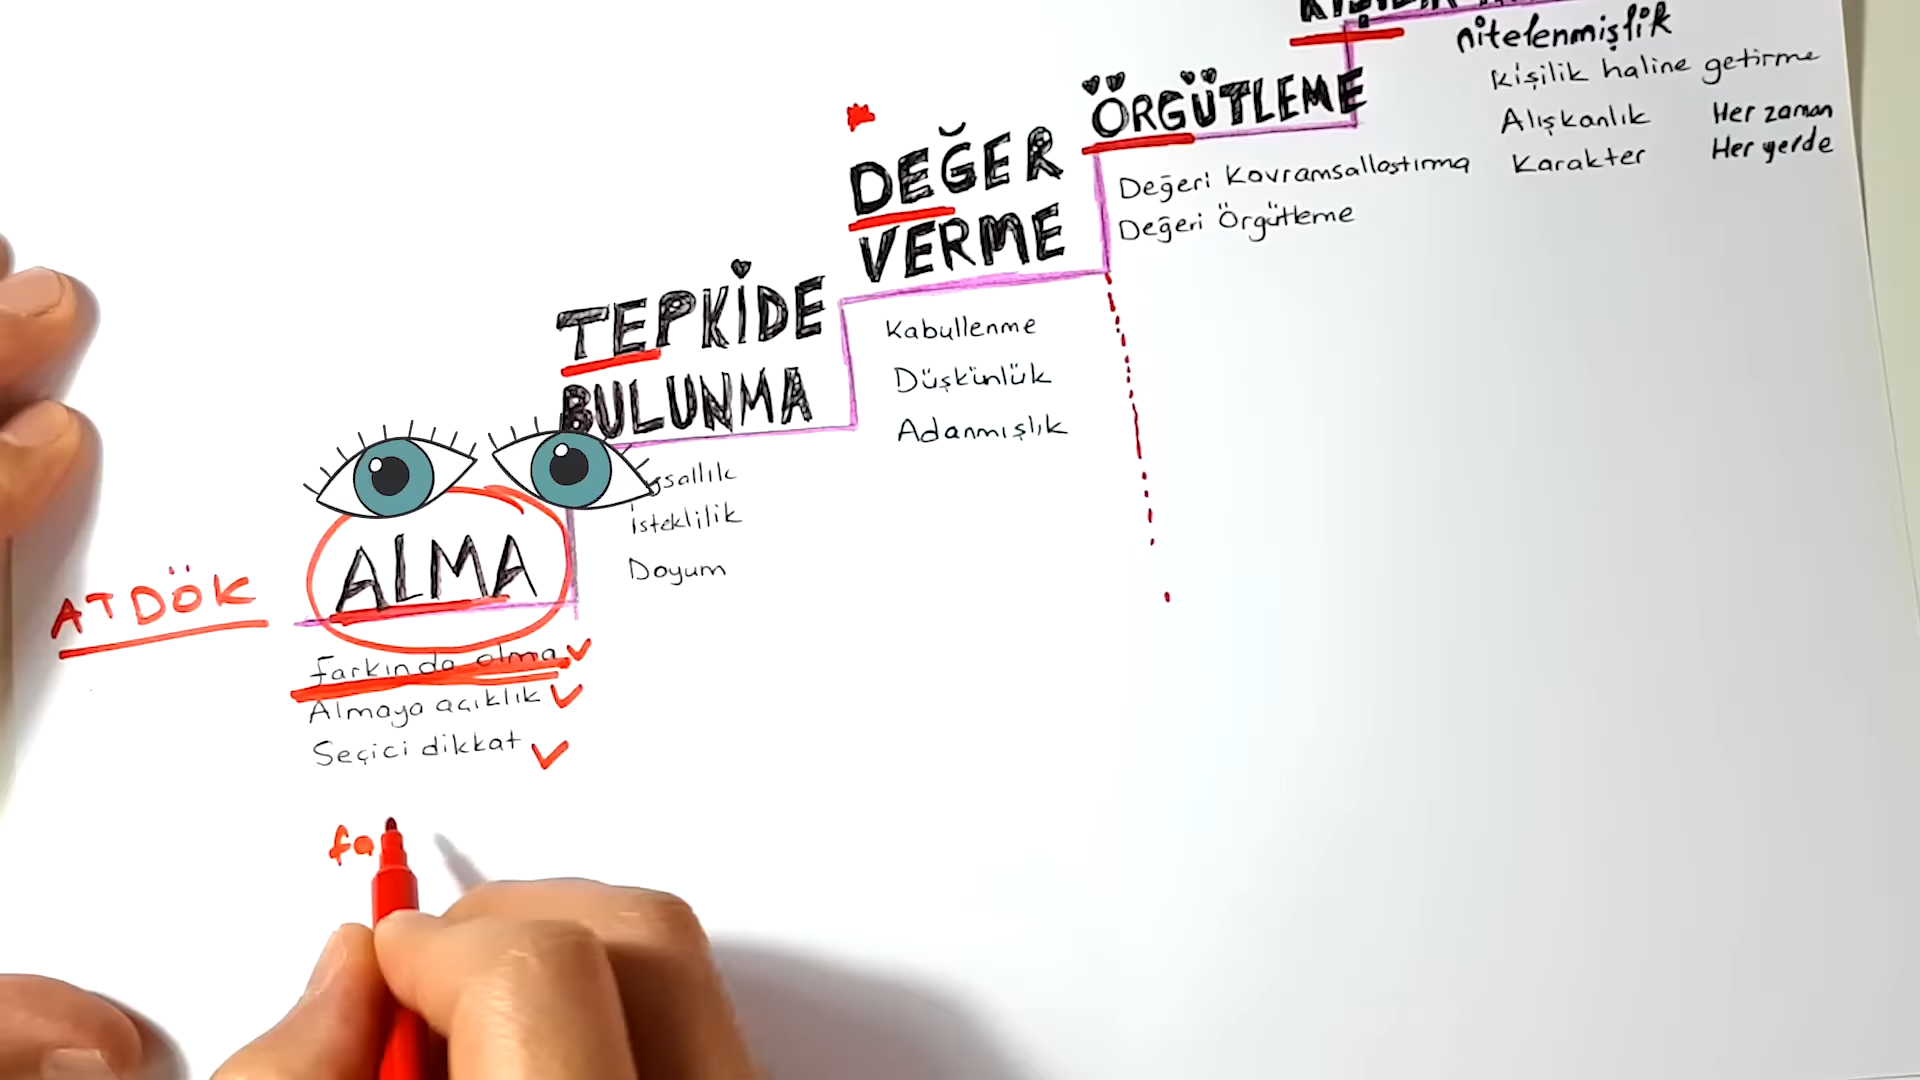 nitelenmişlik
Kişilik haline getirme
Alışkanlık Her zaman
Karakter Her yerde
ÖRGÜTLEME
Değeri Kavramsallaştırma
Değeri Örgütleme
DEĞER
VERME
Kabullenme
Düşkünlük
Adanmışlık
TEPKİDE
BULUNMA
İsteklilik
Doyum
ATDÖK
ALMA
farkında olma
Almaya açıklık
Seçici dikkat
fa